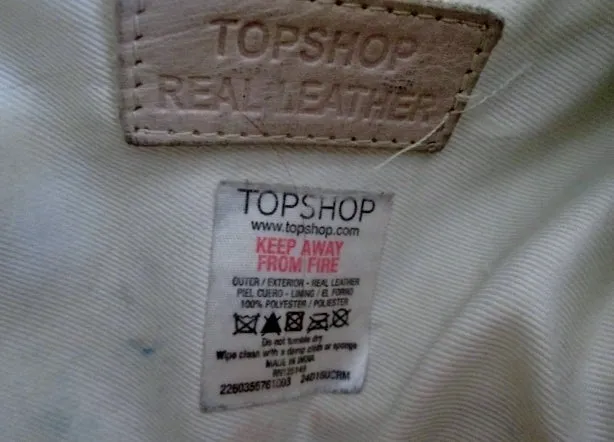 TOPSHOP
REAL LEATHER
TOPSHOP
www.topshop.com
KEEP AWAY
FROM FIRE
OUTER / EXTERIOR - REAL LEATHER
PIEL CUERO - LINING / EL FORRO
100% POLYESTER / POLIESTER
Do not tumble dry
Wipe clean with a damp cloth or sponge
MADE IN INDIA